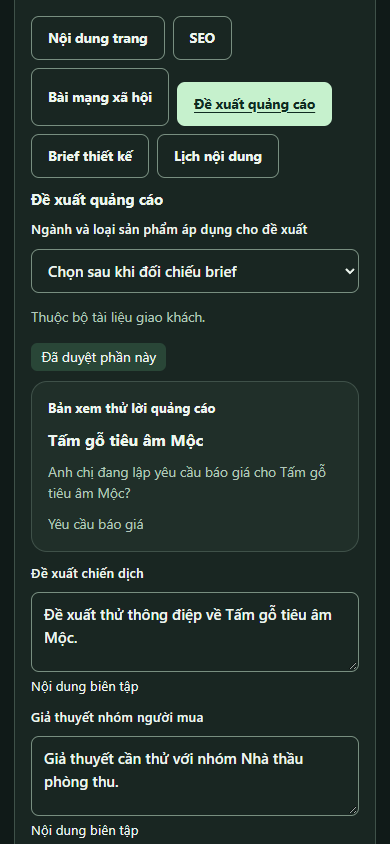 Nội dung trang
SEO
Bài mạng xã hội
Đề xuất quảng cáo
Brief thiết kế
Lịch nội dung
Đề xuất quảng cáo
Ngành và loại sản phẩm áp dụng cho đề xuất
Chọn sau khi đối chiếu brief
Thuộc bộ tài liệu giao khách.
Đã duyệt phần này
Bản xem thử lời quảng cáo
Tấm gỗ tiêu âm Mộc
Anh chị đang lập yêu cầu báo giá cho Tấm gỗ
tiêu âm Mộc?
Yêu cầu báo giá
Đề xuất chiến dịch
Đề xuất thử thông điệp về Tấm gỗ tiêu âm
Mộc.
Nội dung biên tập
Giả thuyết nhóm người mua
Giả thuyết cần thử với nhóm Nhà thầu
phòng thu.
Nội dung biên tập